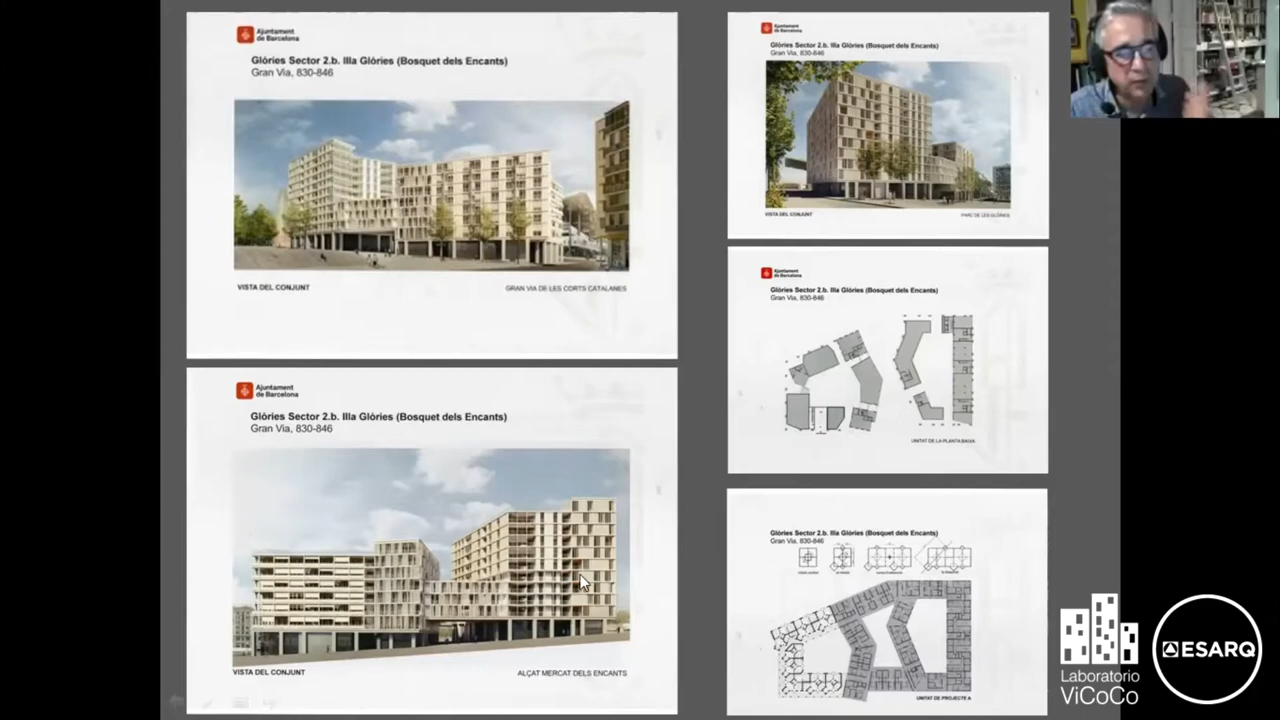 Ajuntament
de Barcelona
Glòries Sector 2.b. Illa Glòries (Bosquet dels Encants)
Gran Via, 830-846
VISTA DEL CONJUNT
GRAN VIA DE LES CORTS CATALANES
Ajuntament
de Barcelona
Glòries Sector 2.b. Illa Glòries (Bosquet dels Encants)
Gran Via, 830-846
VISTA DEL CONJUNT
ALÇAT MERCAT DELS ENCANTS
Ajuntament
de Barcelona
Glòries Sector 2.b. Illa Glòries (Bosquet dels Encants)
Gran Via, 830-846
VISTA DEL CONJUNT
PARC DE LES GLÒRIES
Ajuntament
de Barcelona
Glòries Sector 2.b. Illa Glòries (Bosquet dels Encants)
Gran Via, 830-846
UNITAT DE LA PLANTA BAIXA
Glòries Sector 2.b. Illa Glòries (Bosquet dels Encants)
Gran Via, 830-846
UNITAT DE PROJECTE A
Laboratorio
ViCoCo
ESARQ